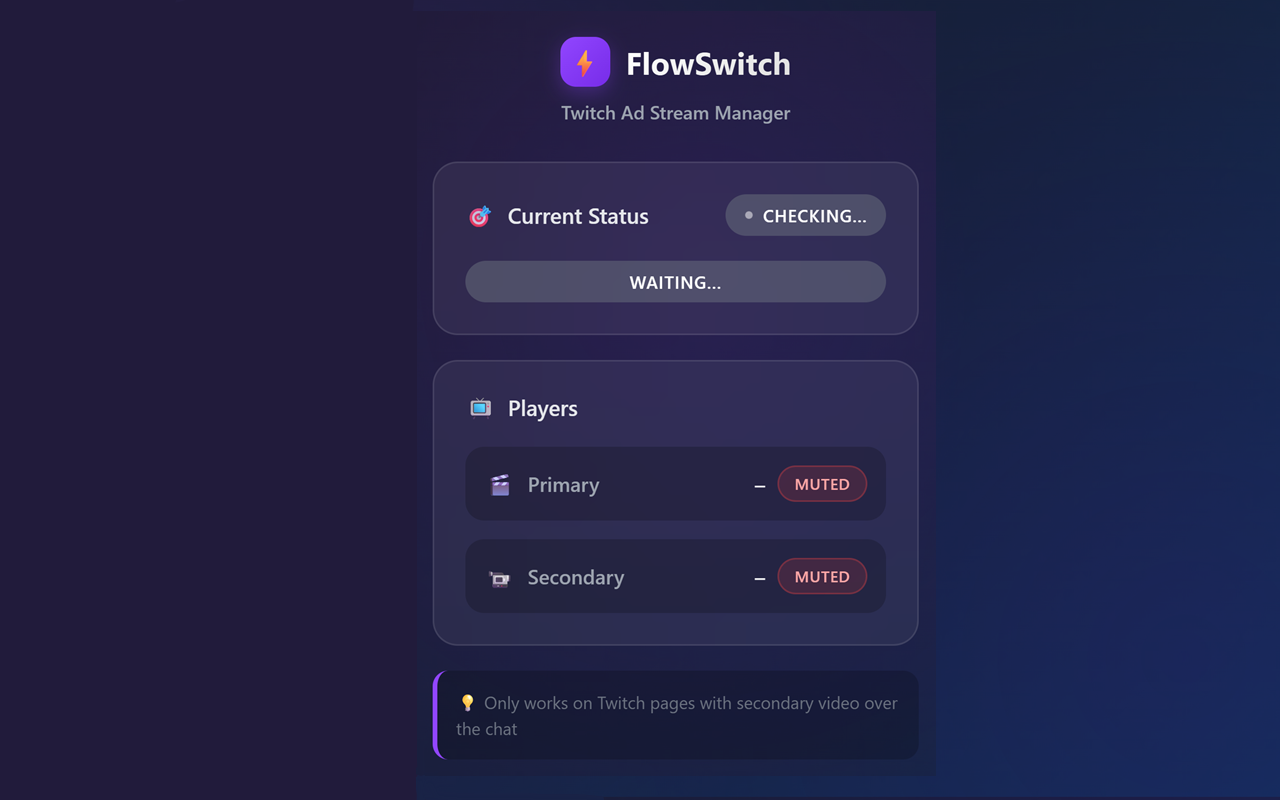 FlowSwitch
Twitch Ad Stream Manager
Current Status
CHECKING...
WAITING...
Players
Primary
– MUTED
Secondary
– MUTED
Only works on Twitch pages with secondary video over
the chat